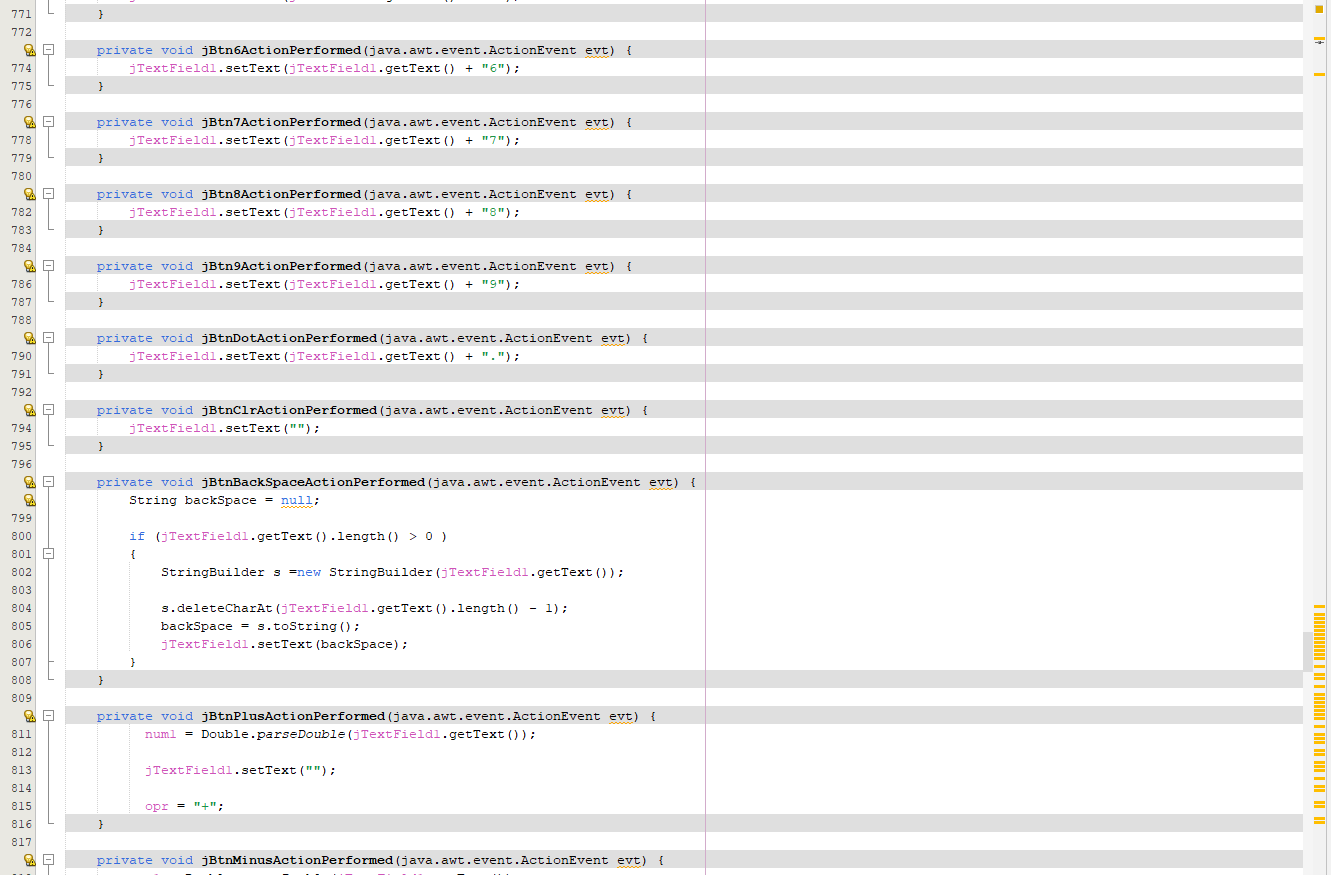 771 }
772
private void jBtn6ActionPerformed(java.awt.event.ActionEvent evt) {
774 jTextField1.setText(jTextField1.getText() + "6");
775 }
776
private void jBtn7ActionPerformed(java.awt.event.ActionEvent evt) {
778 jTextField1.setText(jTextField1.getText() + "7");
779 }
780
private void jBtn8ActionPerformed(java.awt.event.ActionEvent evt) {
782 jTextField1.setText(jTextField1.getText() + "8");
783 }
784
private void jBtn9ActionPerformed(java.awt.event.ActionEvent evt) {
786 jTextField1.setText(jTextField1.getText() + "9");
787 }
788
private void jBtnDotActionPerformed(java.awt.event.ActionEvent evt) {
790 jTextField1.setText(jTextField1.getText() + ".");
791 }
792
private void jBtnClrActionPerformed(java.awt.event.ActionEvent evt) {
794 jTextField1.setText("");
795 }
796
private void jBtnBackSpaceActionPerformed(java.awt.event.ActionEvent evt) {
String backSpace = null;
799
800 if (jTextField1.getText().length() > 0 )
801 {
802 StringBuilder s =new StringBuilder(jTextField1.getText());
803
804 s.deleteCharAt(jTextField1.getText().length() - 1);
805 backSpace = s.toString();
806 jTextField1.setText(backSpace);
807 }
808 }
809
private void jBtnPlusActionPerformed(java.awt.event.ActionEvent evt) {
811 num1 = Double.parseDouble(jTextField1.getText());
812
813 jTextField1.setText("");
814
815 opr = "+";
816 }
817
private void jBtnMinusActionPerformed(java.awt.event.ActionEvent evt) {